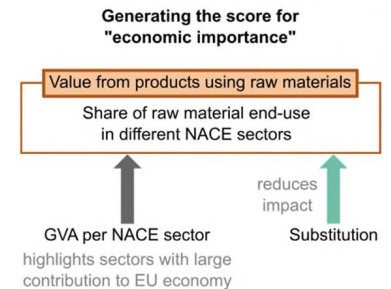 Generating the score for
"economic importance"
Value from products using raw materials
Share of raw material end-use
in different NACE sectors
reduces
impact
GVA per NACE sector
Substitution
highlights sectors with large
contribution to EU economy